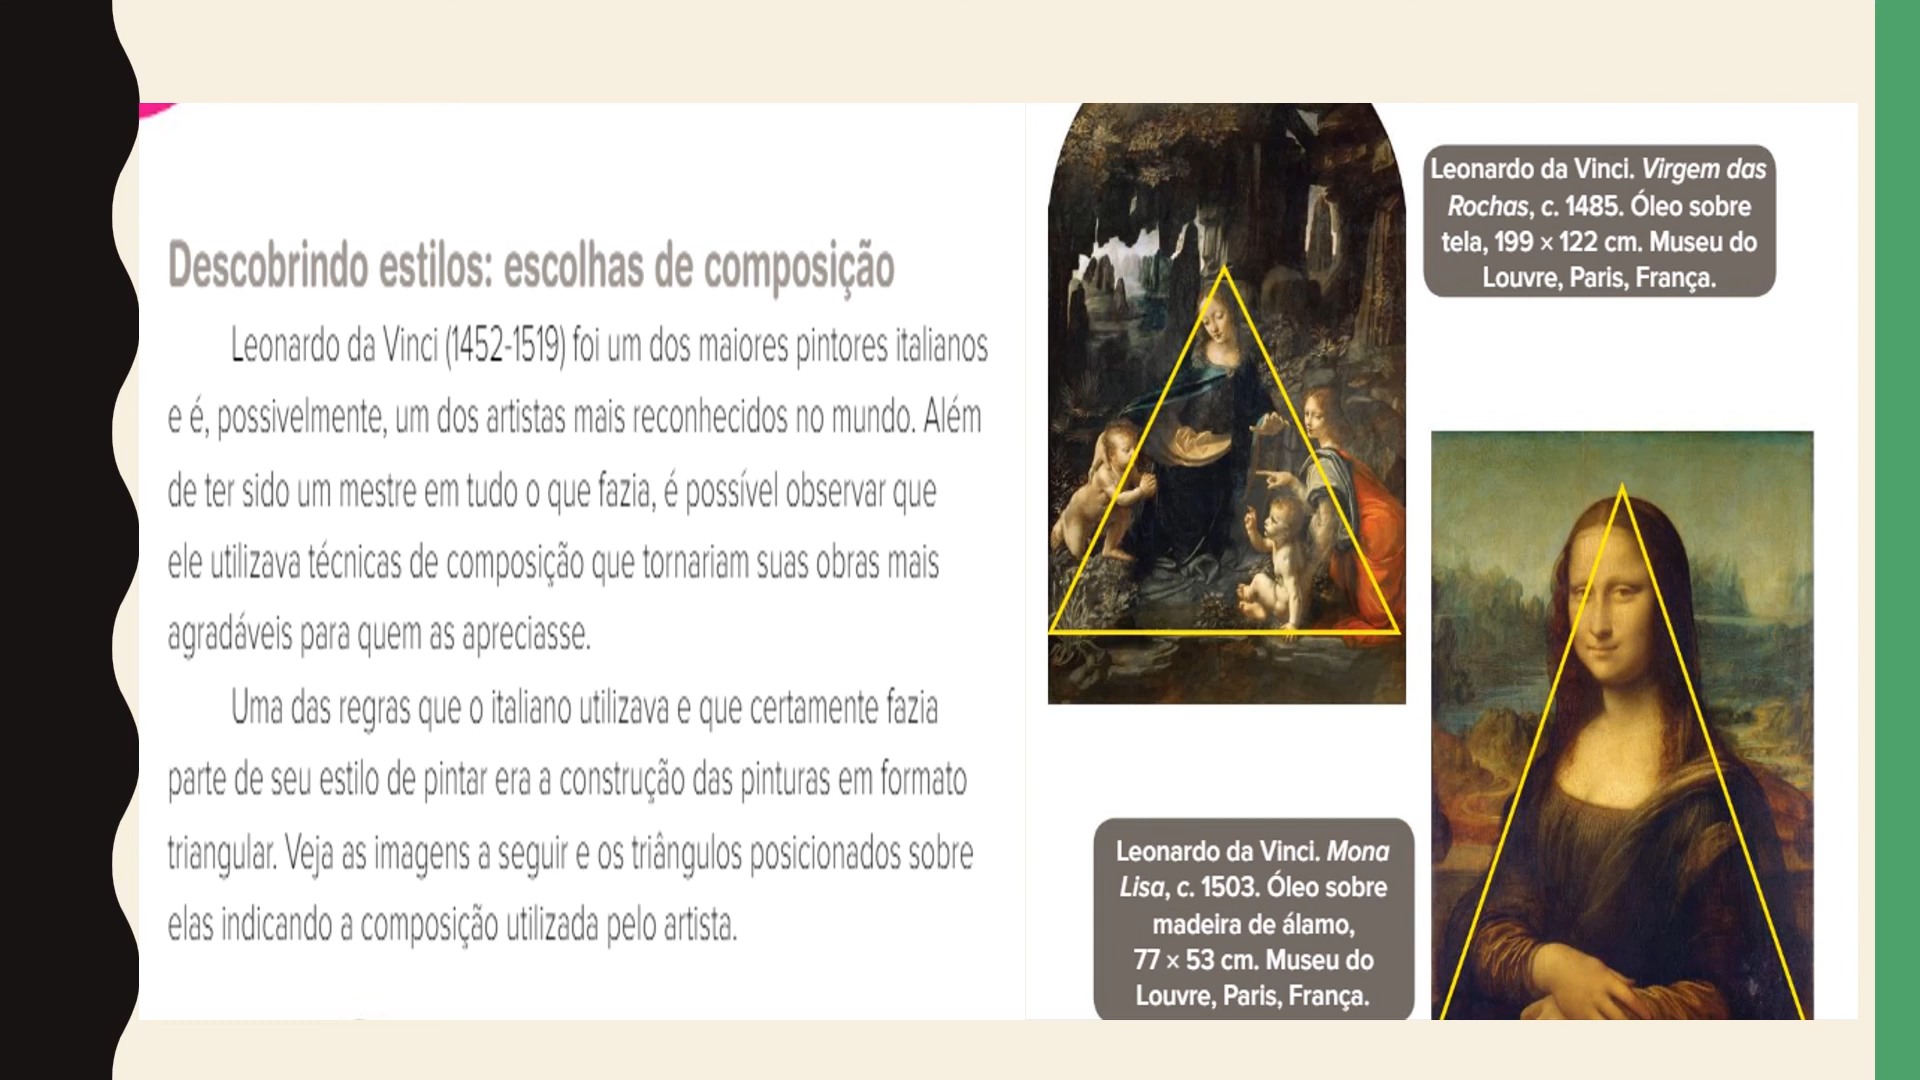 Descobrindo estilos: escolhas de composição
Leonardo da Vinci (1452-1519) foi um dos maiores pintores italianos
e é, possivelmente, um dos artistas mais reconhecidos no mundo. Além
de ter sido um mestre em tudo o que fazia, é possível observar que
ele utilizava técnicas de composição que tornariam suas obras mais
agradáveis para quem as apreciasse.
Uma das regras que o italiano utilizava e que certamente fazia
parte de seu estilo de pintar era a construção das pinturas em formato
triangular. Veja as imagens a seguir e os triângulos posicionados sobre
elas indicando a composição utilizada pelo artista.
Leonardo da Vinci. Virgem das
Rochas, c. 1485. Óleo sobre
tela, 199 × 122 cm. Museu do
Louvre, Paris, França.
Leonardo da Vinci. Mona
Lisa, c. 1503. Óleo sobre
madeira de álamo,
77 × 53 cm. Museu do
Louvre, Paris, França.